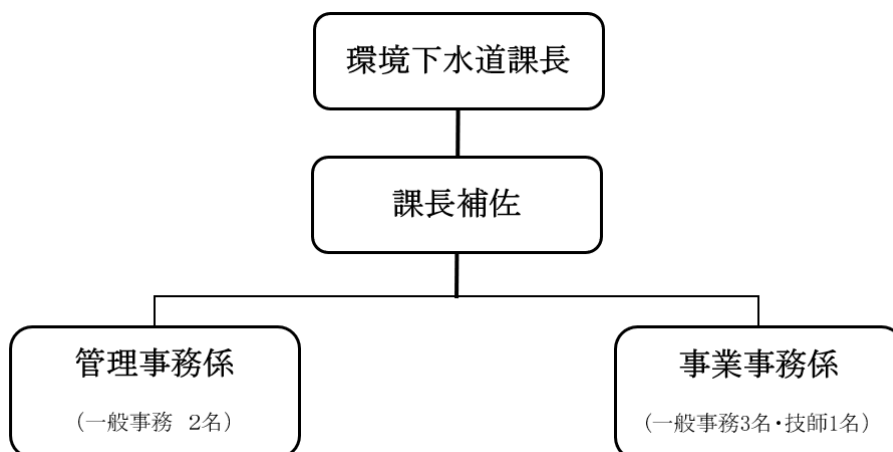 環境下水道課長
課長補佐
管理事務係
(一般事務 2名)
事業事務係
(一般事務3名・技師1名)